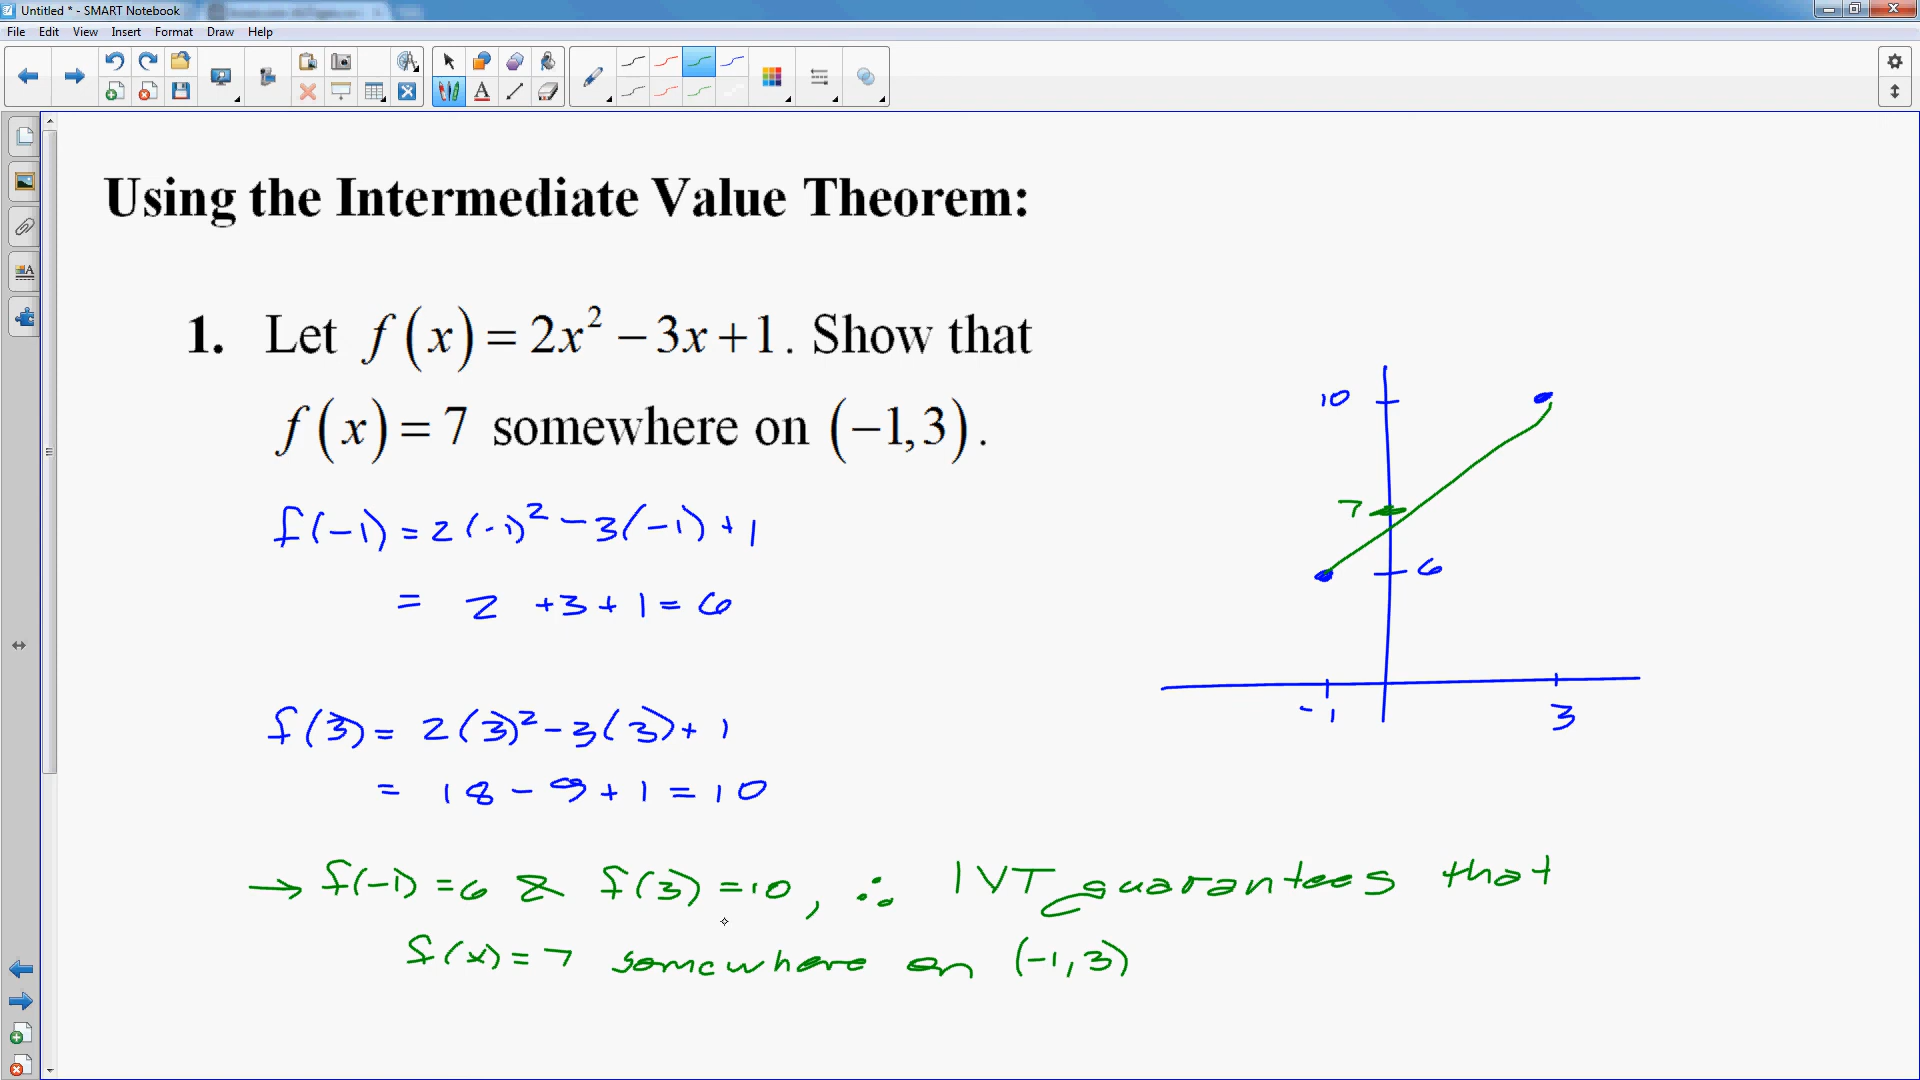 Untitled * - SMART Notebook
File Edit View Insert Format Draw Help
Using the Intermediate Value Theorem:
1. Let f(x) = 2x² − 3x + 1. Show that
f(x) = 7 somewhere on (−1,3).
f(-1) = 2(-1)² - 3(-1) + 1
= 2 + 3 + 1 = 6
f(3) = 2(3)² - 3(3) + 1
= 18 - 9 + 1 = 10
→ f(-1) = 6 & f(3) = 10, ∴ IVT guarantees that
f(x) = 7 somewhere on (-1,3)
10
7
6
-1 3